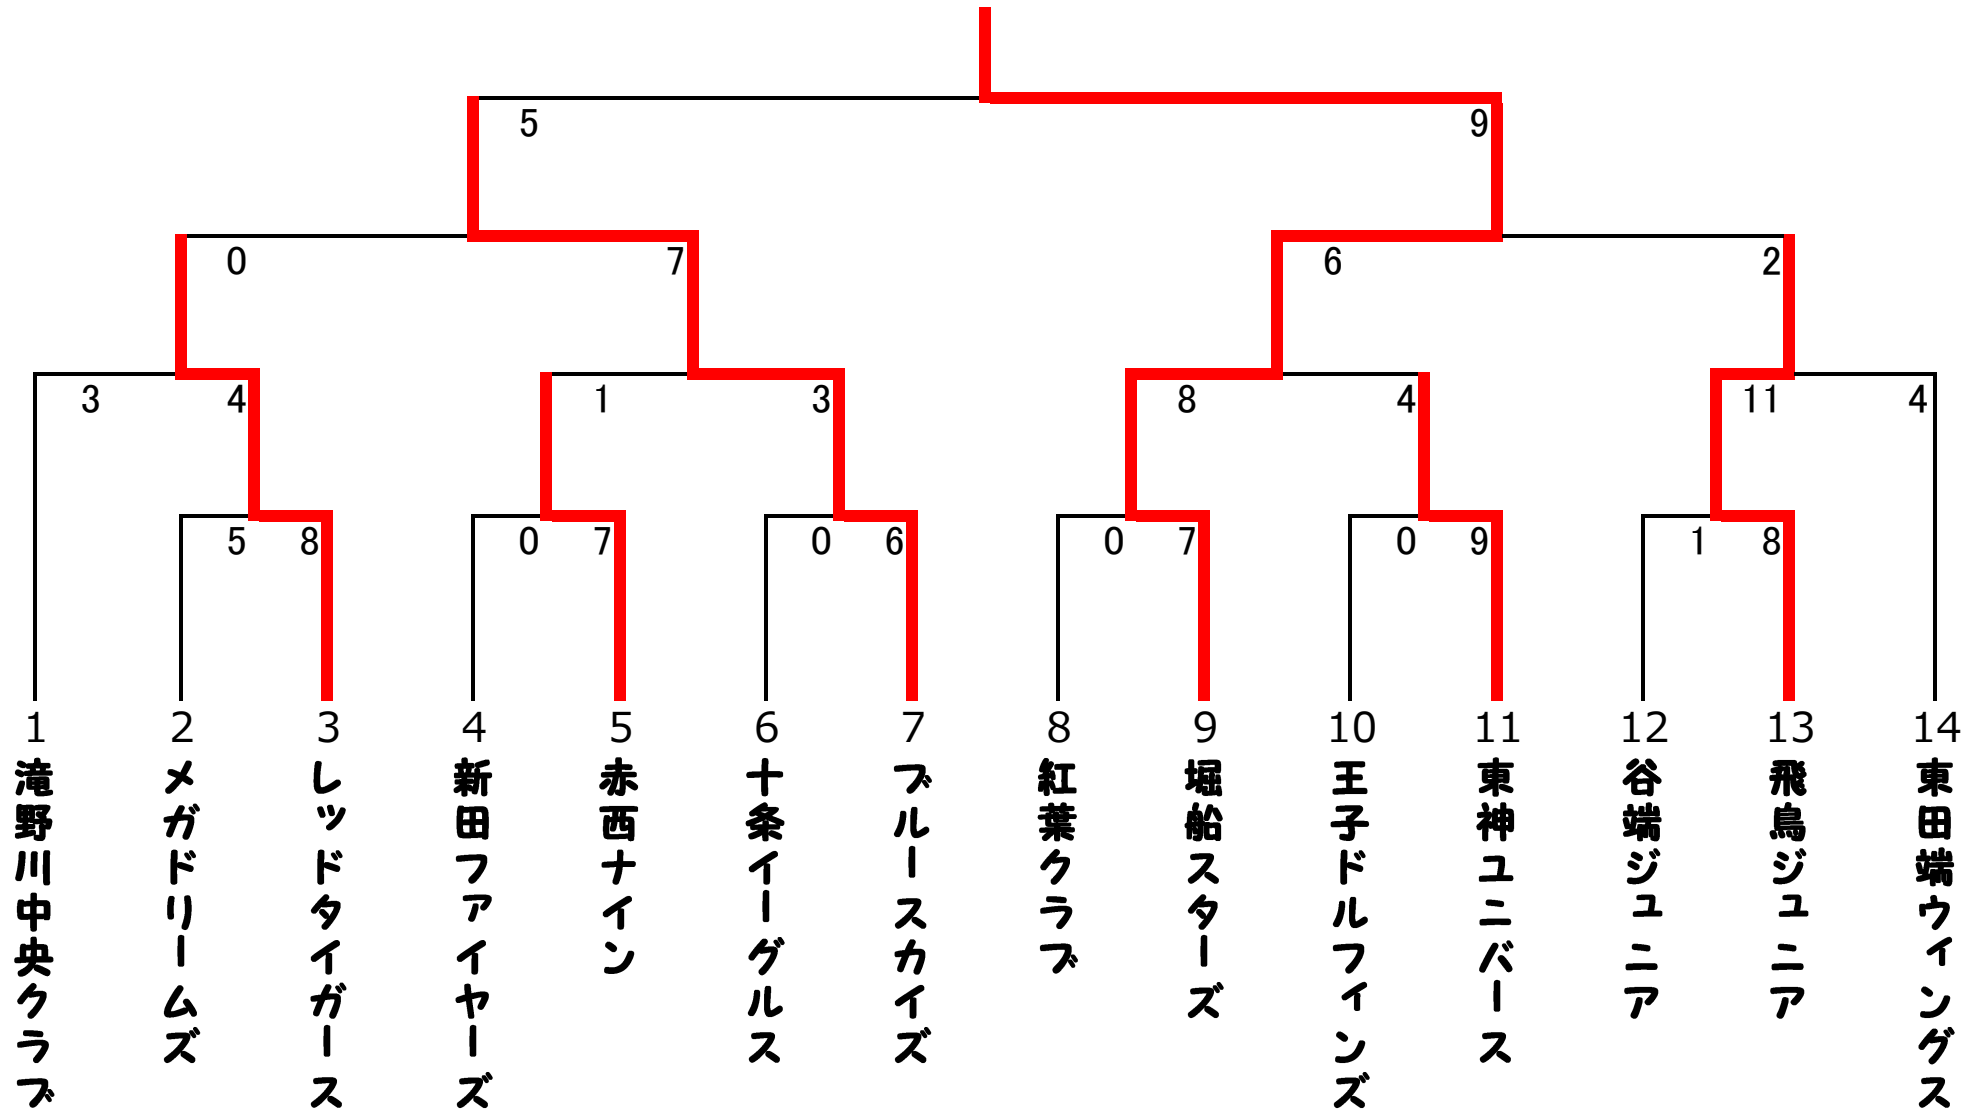 5 9
0 7 6 2
3 4 1 3 8 4 11 4
5 8 0 7 0 6 0 7 0 9 1 8
1 2 3 4 5 6 7 8 9 10 11 12 13 14
滝野川中央クラブ
メガドリームズ
レッドタイガース
新田ファイヤーズ
赤西ナイン
十条イーグルス
ブルースカイズ
紅葉クラブ
堀船スターズ
王子ドルフィンズ
東神ユニバース
谷端ジュニア
飛鳥ジュニア
東田端ウィングス